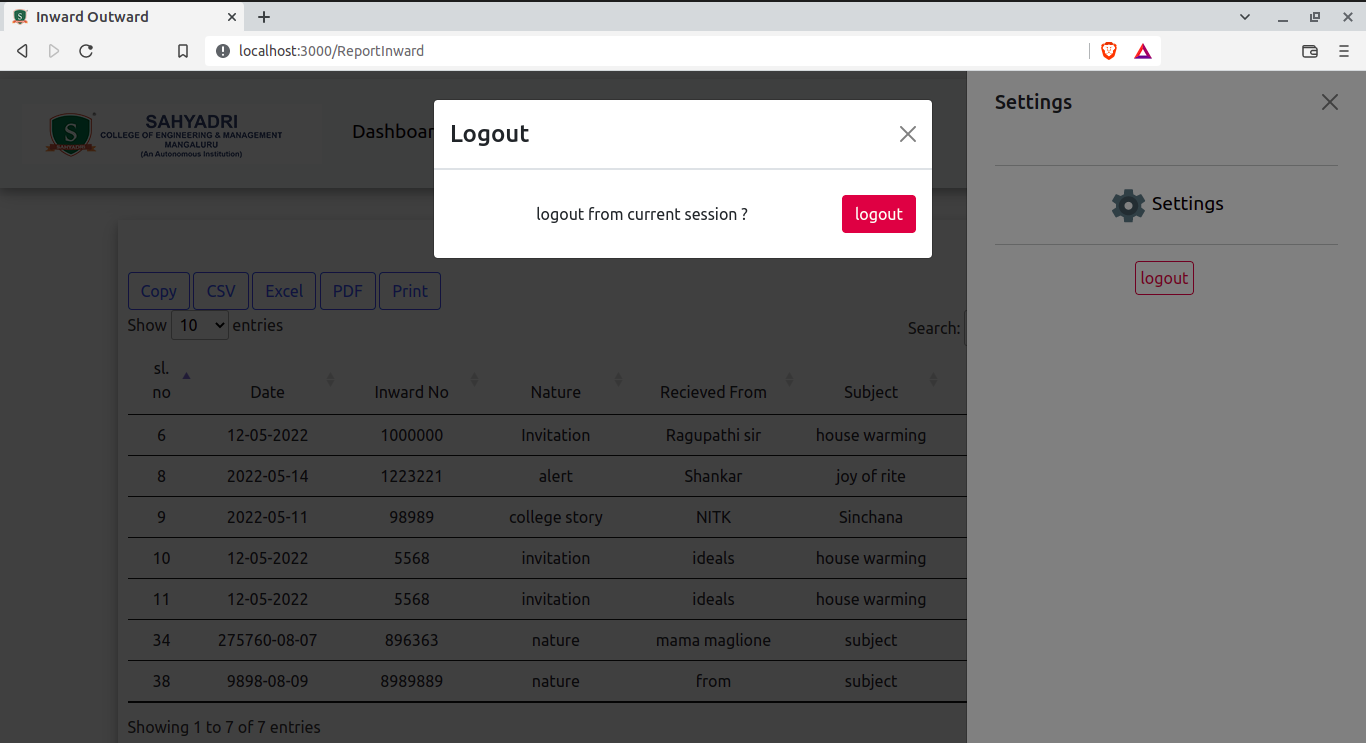 Inward Outward
localhost:3000/ReportInward
S
SAHYADRI
SAHYADRI
COLLEGE OF ENGINEERING & MANAGEMENT
MANGALURU
(An Autonomous Institution)
Dashboar
Logout
logout from current session ?
logout
Settings
Settings
logout
Copy CSV Excel PDF Print
Show 10 entries
Search:
sl. no Date Inward No Nature Recieved From Subject
6 12-05-2022 1000000 Invitation Ragupathi sir house warming
8 2022-05-14 1223221 alert Shankar joy of rite
9 2022-05-11 98989 college story NITK Sinchana
10 12-05-2022 5568 invitation ideals house warming
11 12-05-2022 5568 invitation ideals house warming
34 275760-08-07 896363 nature mama maglione subject
38 9898-08-09 8989889 nature from subject
Showing 1 to 7 of 7 entries